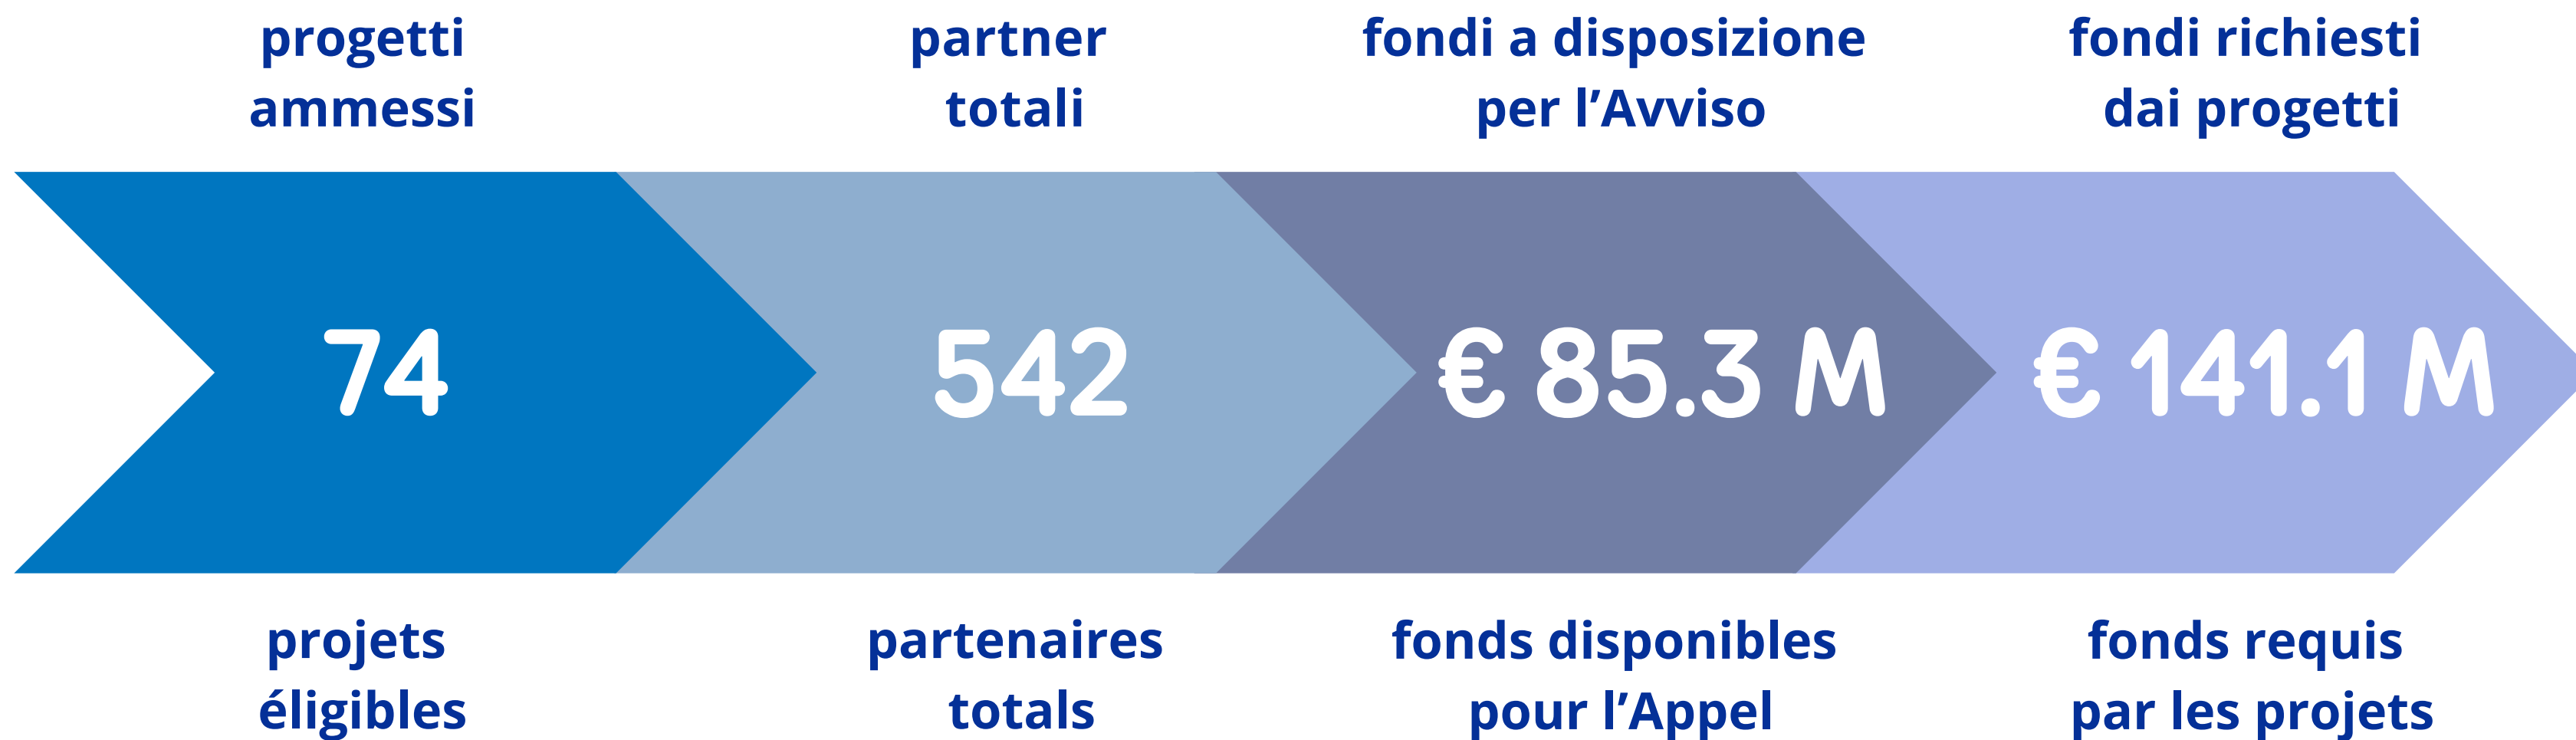 progetti
ammessi
partner
totali
fondi a disposizione
per l’Avviso
fondi richiesti
dai progetti
74
542
€ 85.3 M
€ 141.1 M
projets
éligibles
partenaires
totals
fonds disponibles
pour l’Appel
fonds requis
par les projets